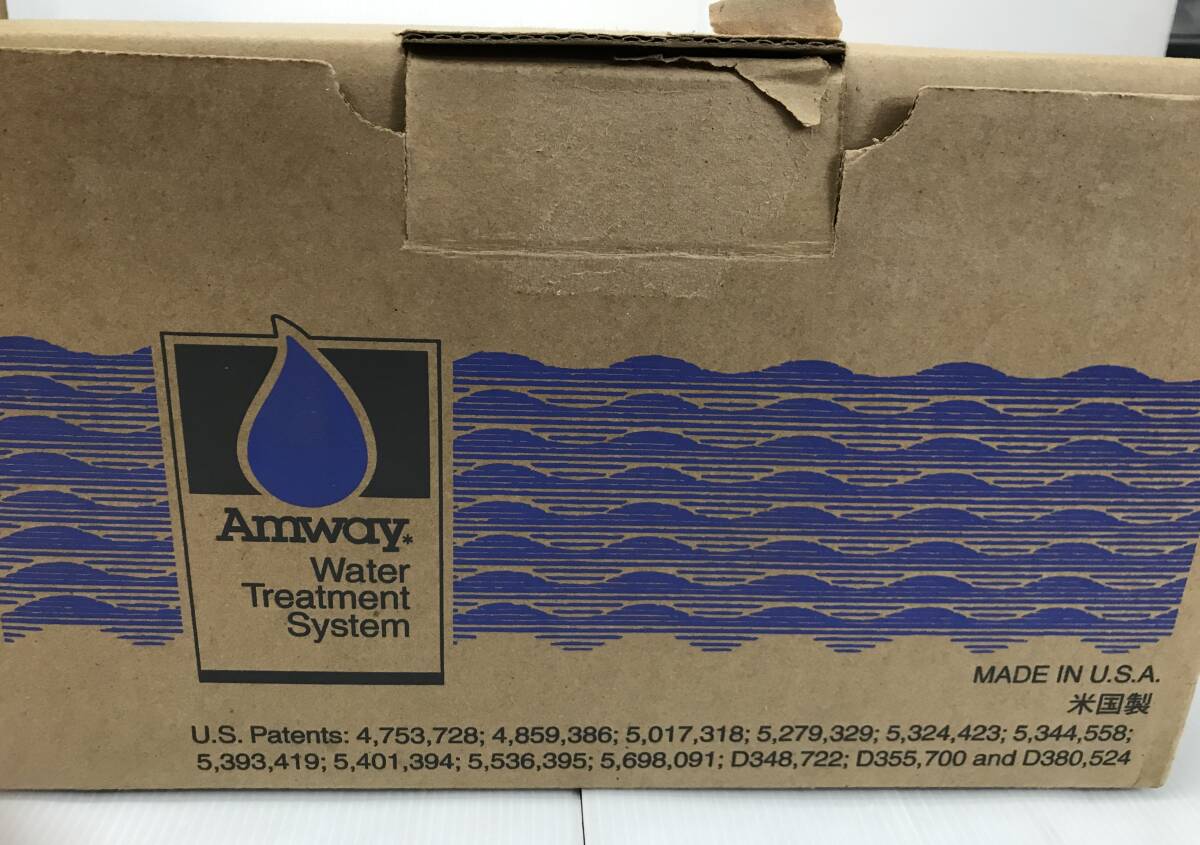 Amway*
Water
Treatment
System
MADE IN U.S.A.
米国製
U.S. Patents: 4,753,728; 4,859,386; 5,017,318; 5,279,329; 5,324,423; 5,344,558;
5,393,419; 5,401,394; 5,536,395; 5,698,091; D348,722; D355,700 and D380,524